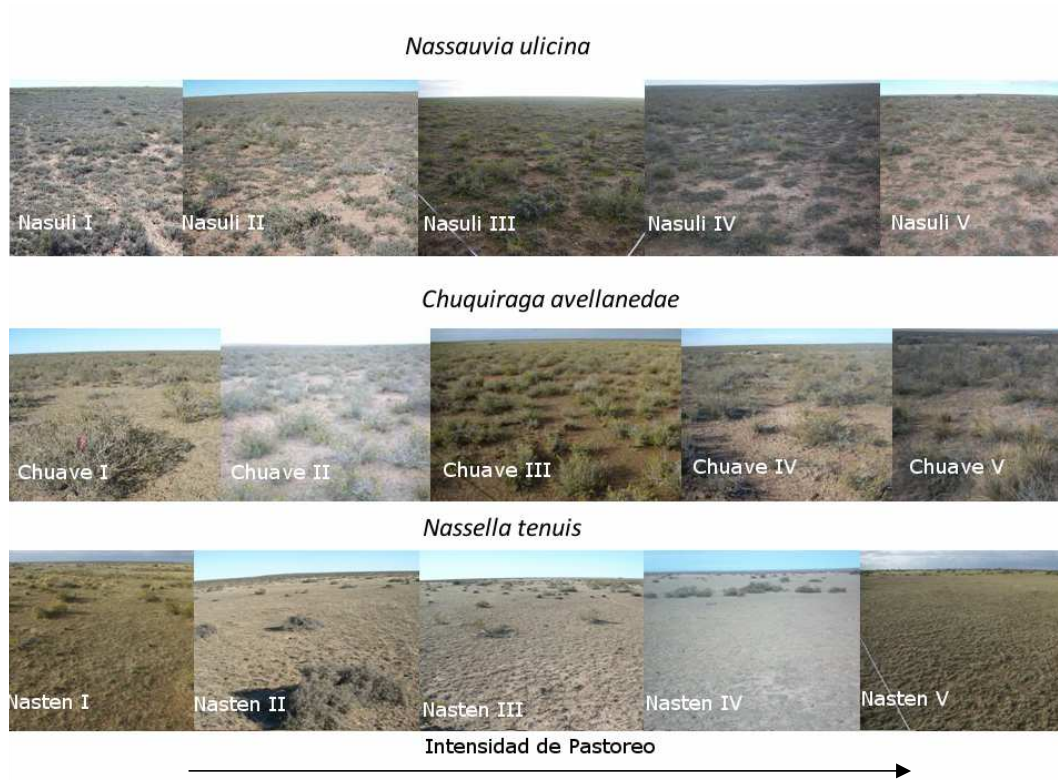 Nassauvia ulicina
Nasuli I Nasuli II Nasuli III Nasuli IV Nasuli V
Chuquiraga avellanedae
Chuave I Chuave II Chuave III Chuave IV Chuave V
Nassella tenuis
Nasten I Nasten II Nasten III Nasten IV Nasten V
Intensidad de Pastoreo